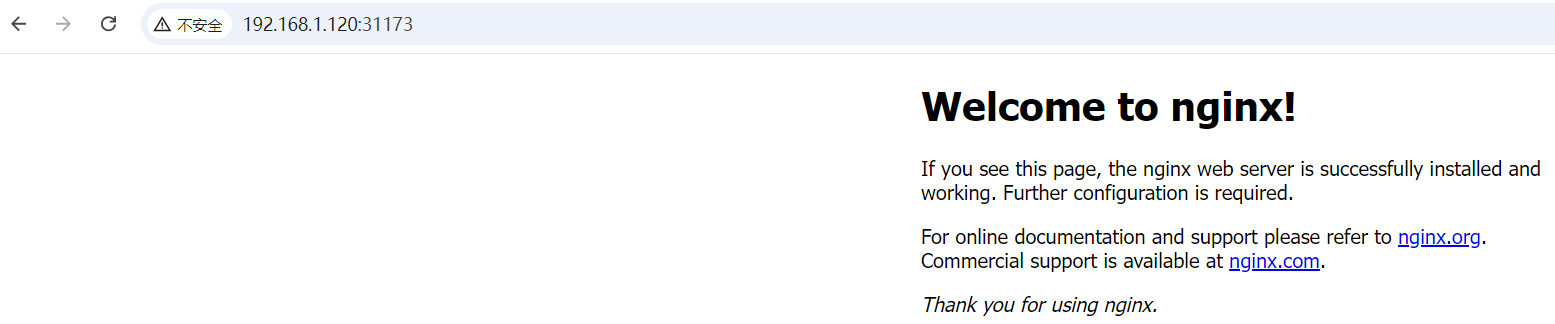 不安全 192.168.1.120:31173
Welcome to nginx!
If you see this page, the nginx web server is successfully installed and
working. Further configuration is required.
For online documentation and support please refer to nginx.org.
Commercial support is available at nginx.com.
Thank you for using nginx.